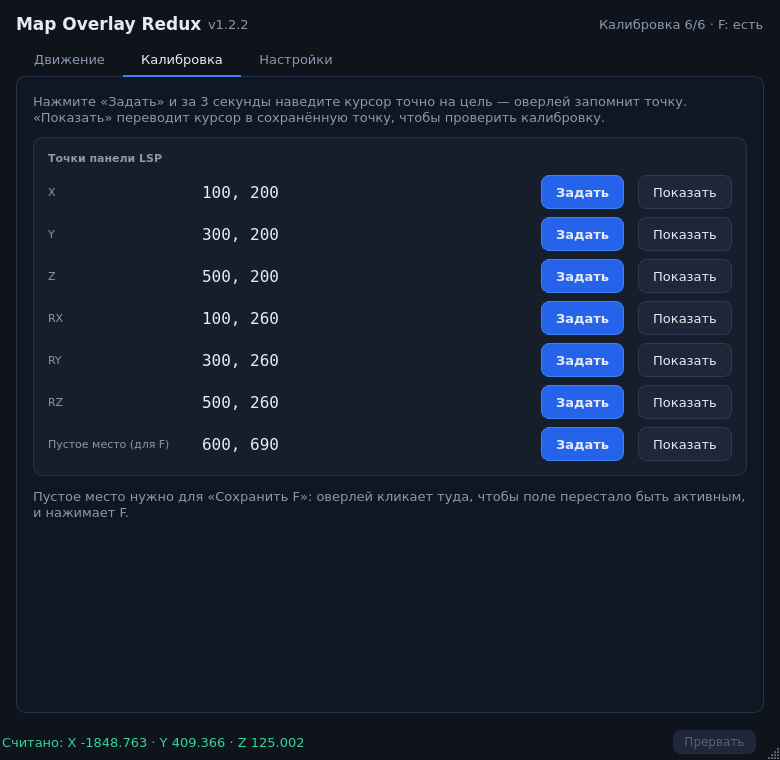 Map Overlay Redux v1.2.2 Калибровка 6/6 · F: есть
Движение Калибровка Настройки
Нажмите «Задать» и за 3 секунды наведите курсор точно на цель — оверлей запомнит точку.
«Показать» переводит курсор в сохранённую точку, чтобы проверить калибровку.
Точки панели LSP
X 100, 200 Задать Показать
Y 300, 200 Задать Показать
Z 500, 200 Задать Показать
RX 100, 260 Задать Показать
RY 300, 260 Задать Показать
RZ 500, 260 Задать Показать
Пустое место (для F) 600, 690 Задать Показать
Пустое место нужно для «Сохранить F»: оверлей кликает туда, чтобы поле перестало быть активным,
и нажимает F.
Считано: X -1848.763 · Y 409.366 · Z 125.002 Прервать